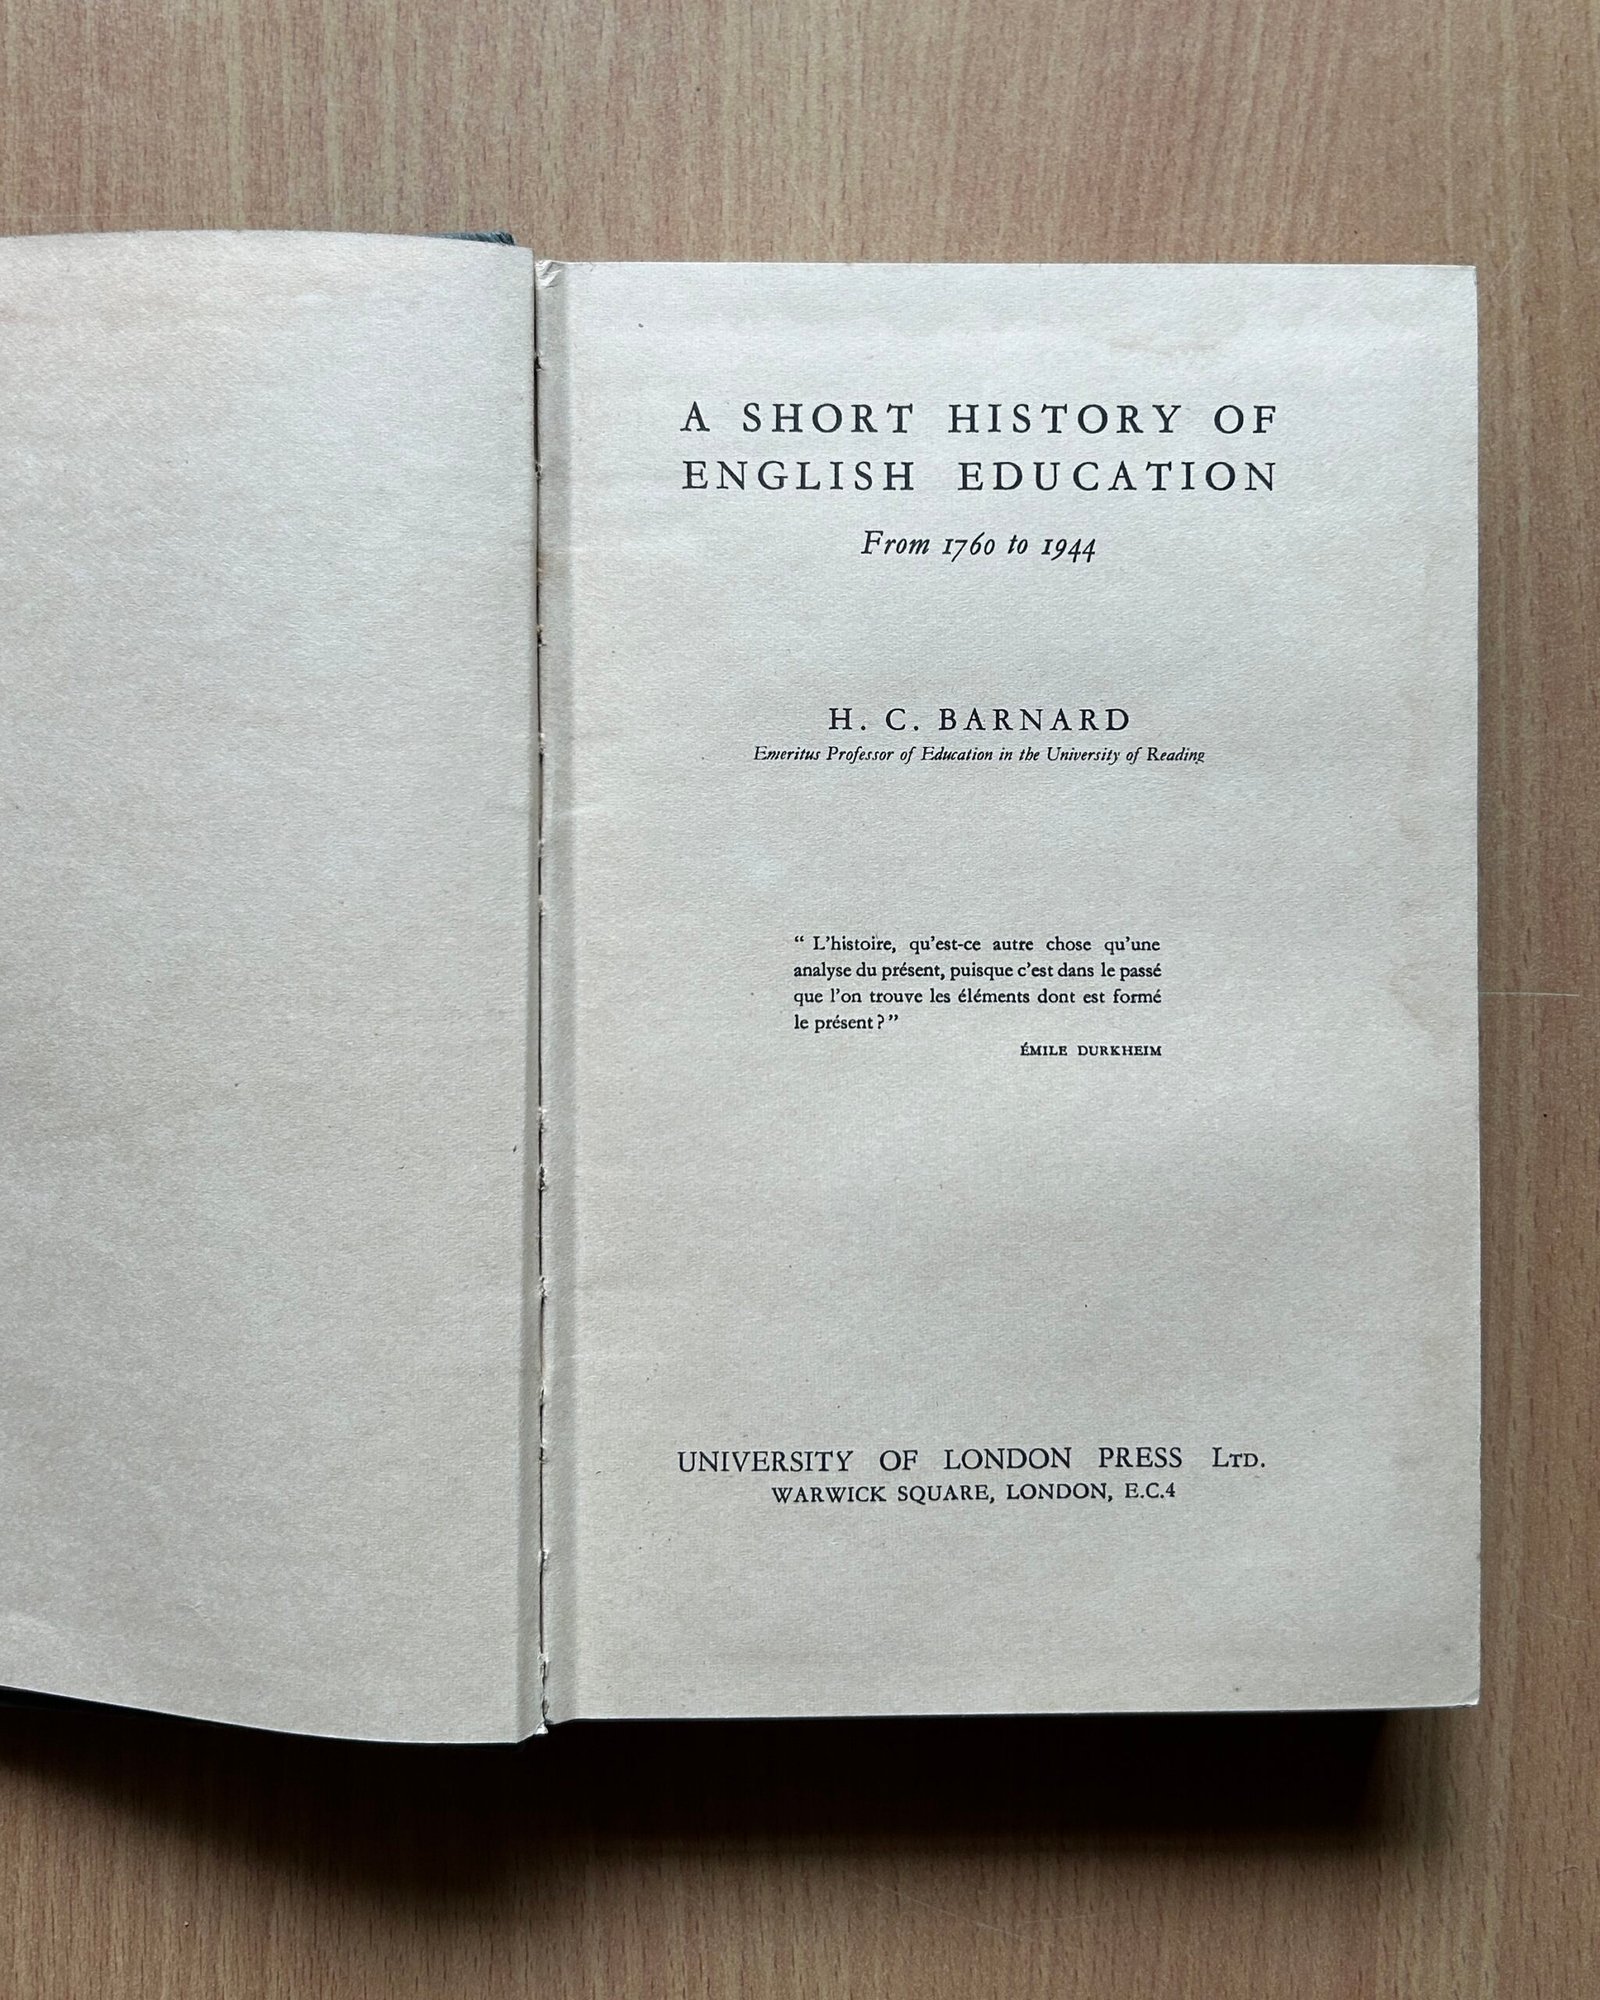 A SHORT HISTORY OF
ENGLISH EDUCATION
From 1760 to 1944
H. C. BARNARD
Emeritus Professor of Education in the University of Reading
“ L’histoire, qu’est-ce autre chose qu’une
analyse du présent, puisque c’est dans le passé
que l’on trouve les éléments dont est formé
le présent ? ”
ÉMILE DURKHEIM
UNIVERSITY OF LONDON PRESS LTD.
WARWICK SQUARE, LONDON, E.C.4